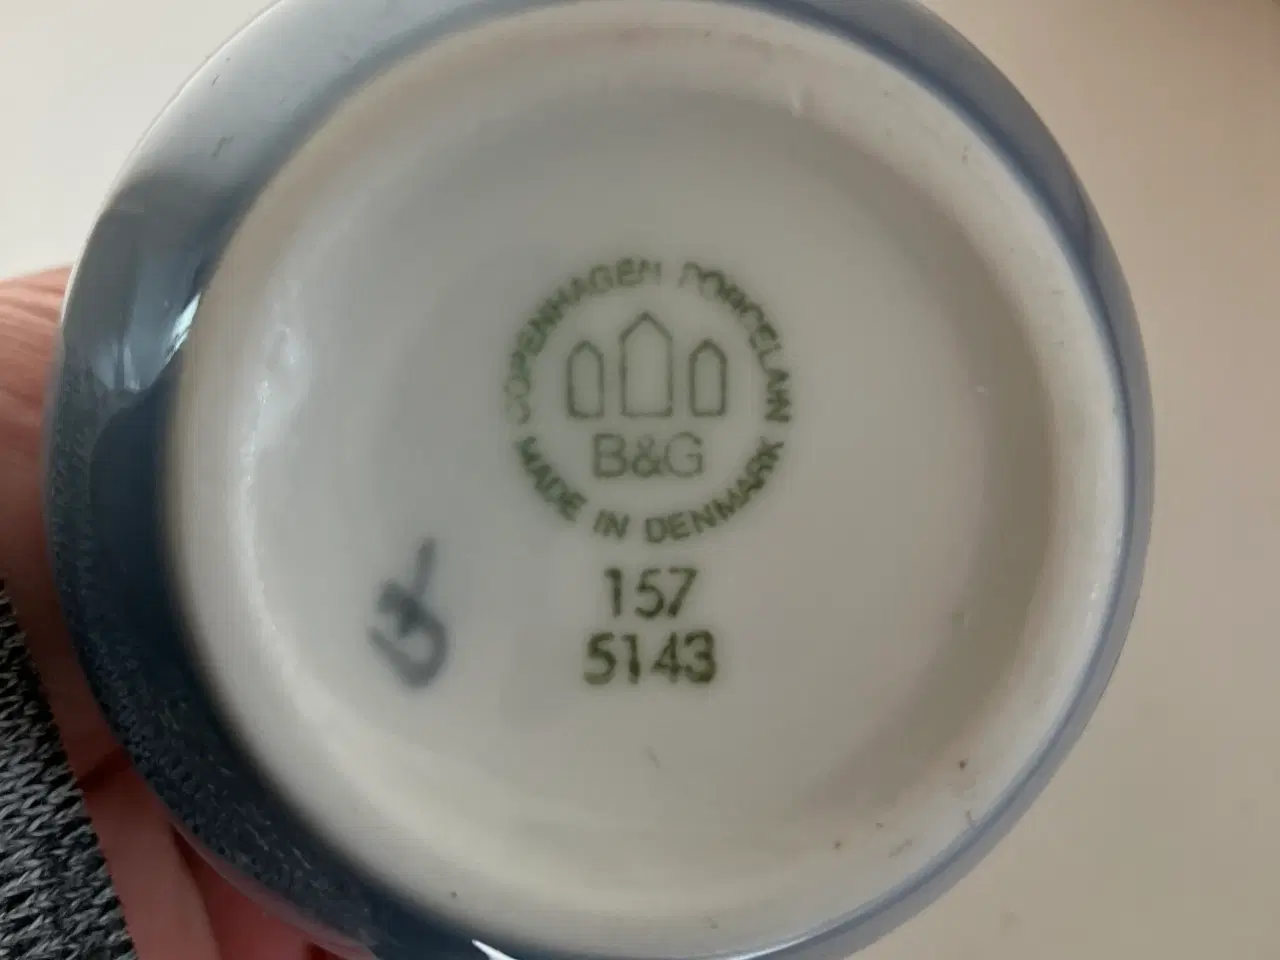 COPENHAGEN PORCELAIN
B&G
MADE IN DENMARK
157
5143